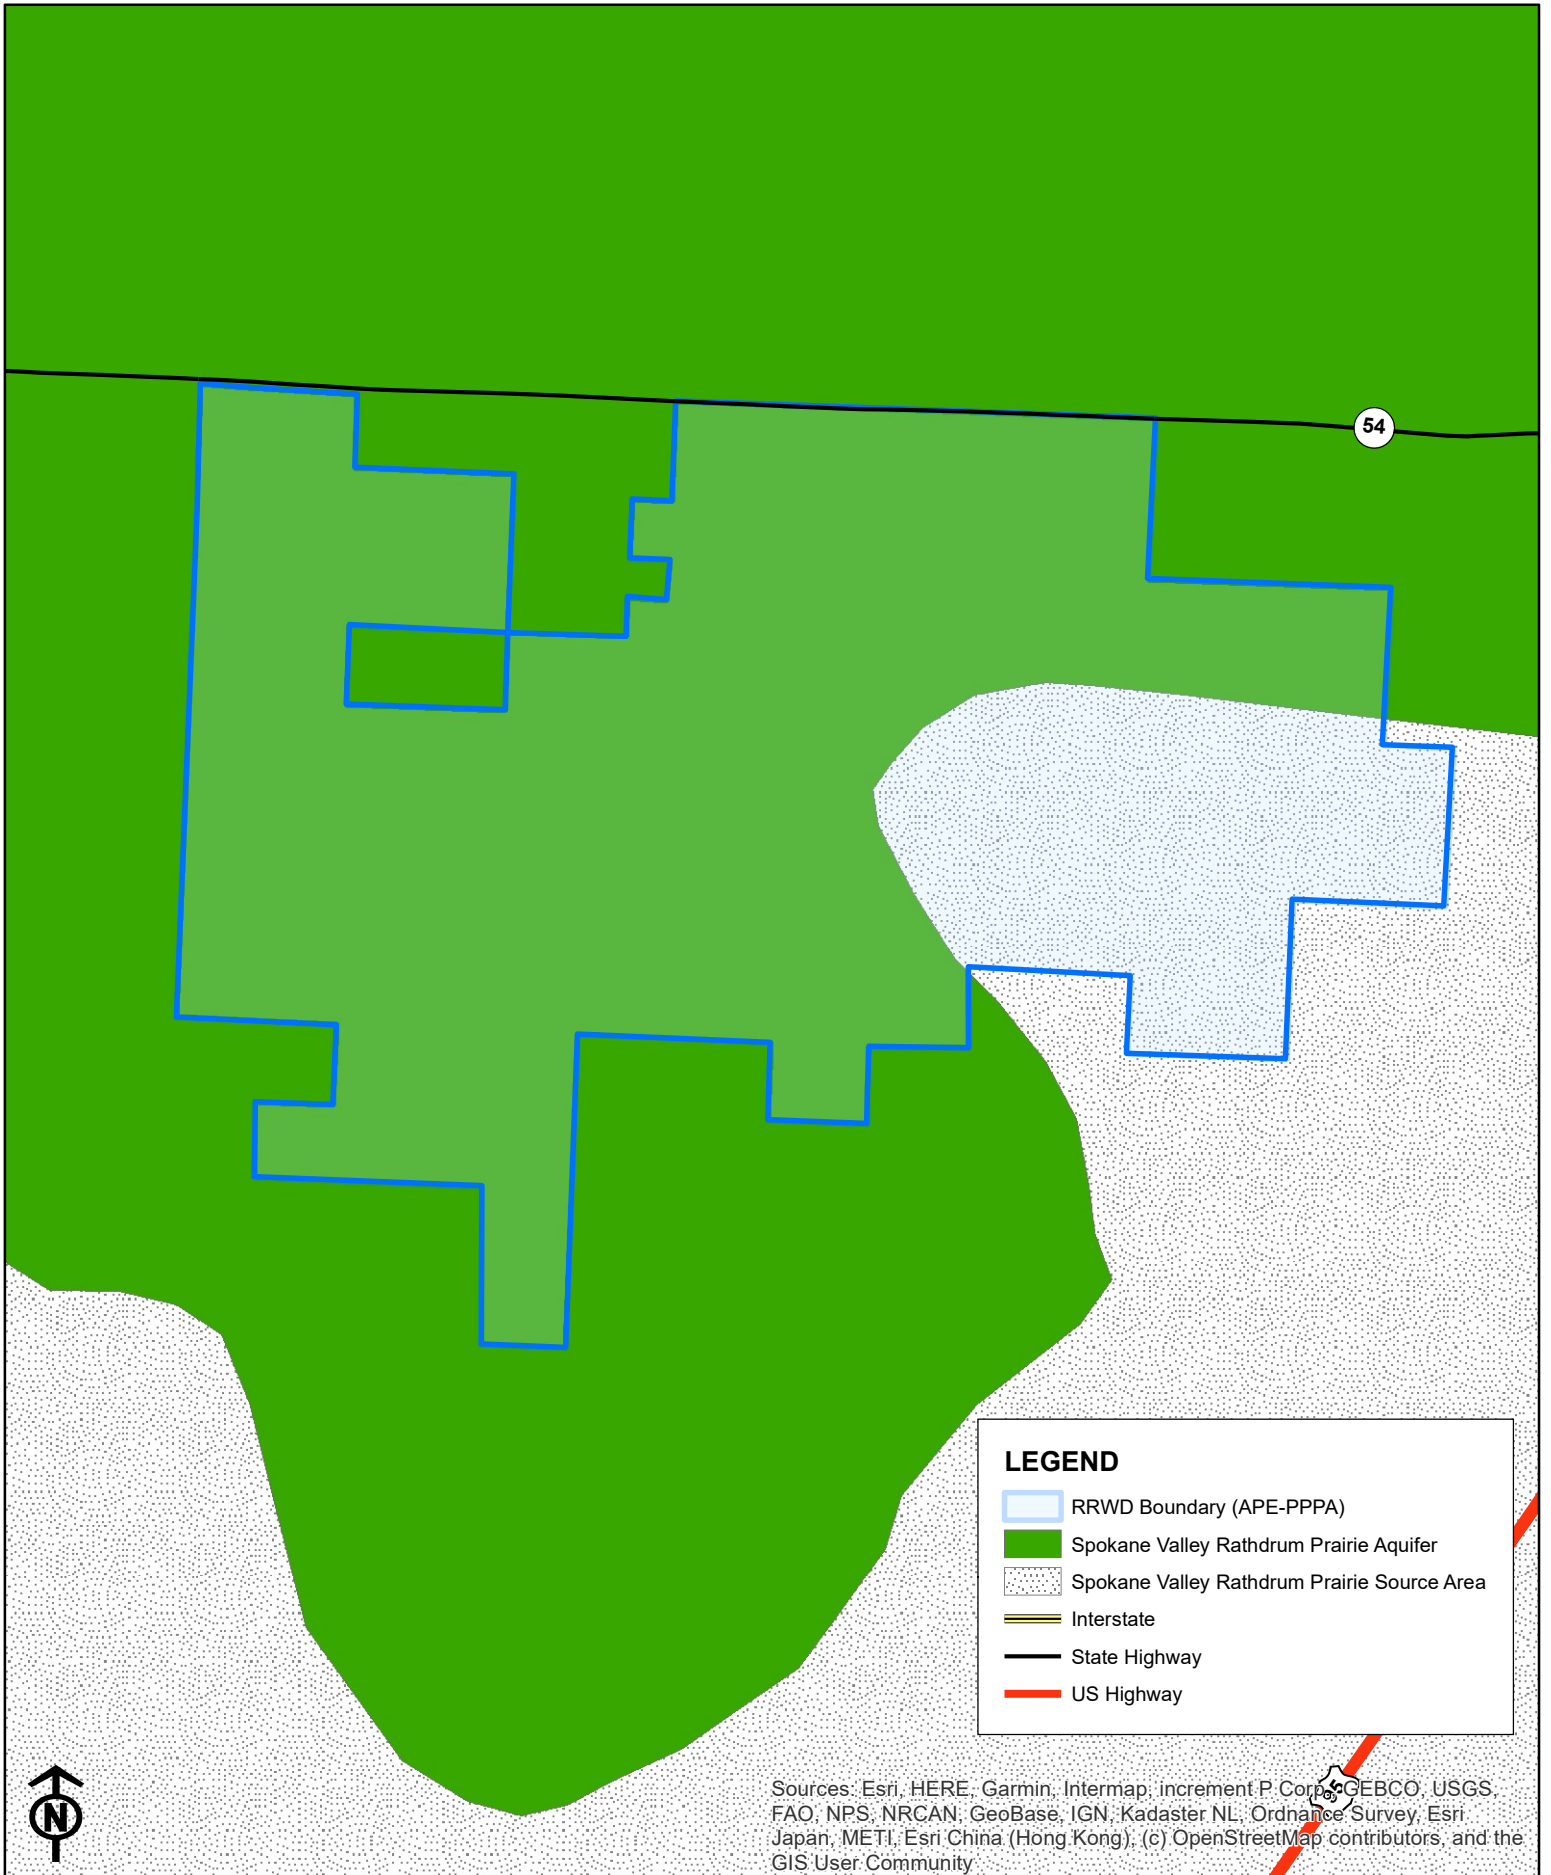 54
LEGEND
RRWD Boundary (APE-PPPA)
Spokane Valley Rathdrum Prairie Aquifer
Spokane Valley Rathdrum Prairie Source Area
Interstate
State Highway
US Highway
95
Sources: Esri, HERE, Garmin, Intermap, increment P Corp., GEBCO, USGS,
FAO, NPS, NRCAN, GeoBase, IGN, Kadaster NL, Ordnance Survey, Esri
Japan, METI, Esri China (Hong Kong), (c) OpenStreetMap contributors, and the
GIS User Community
N